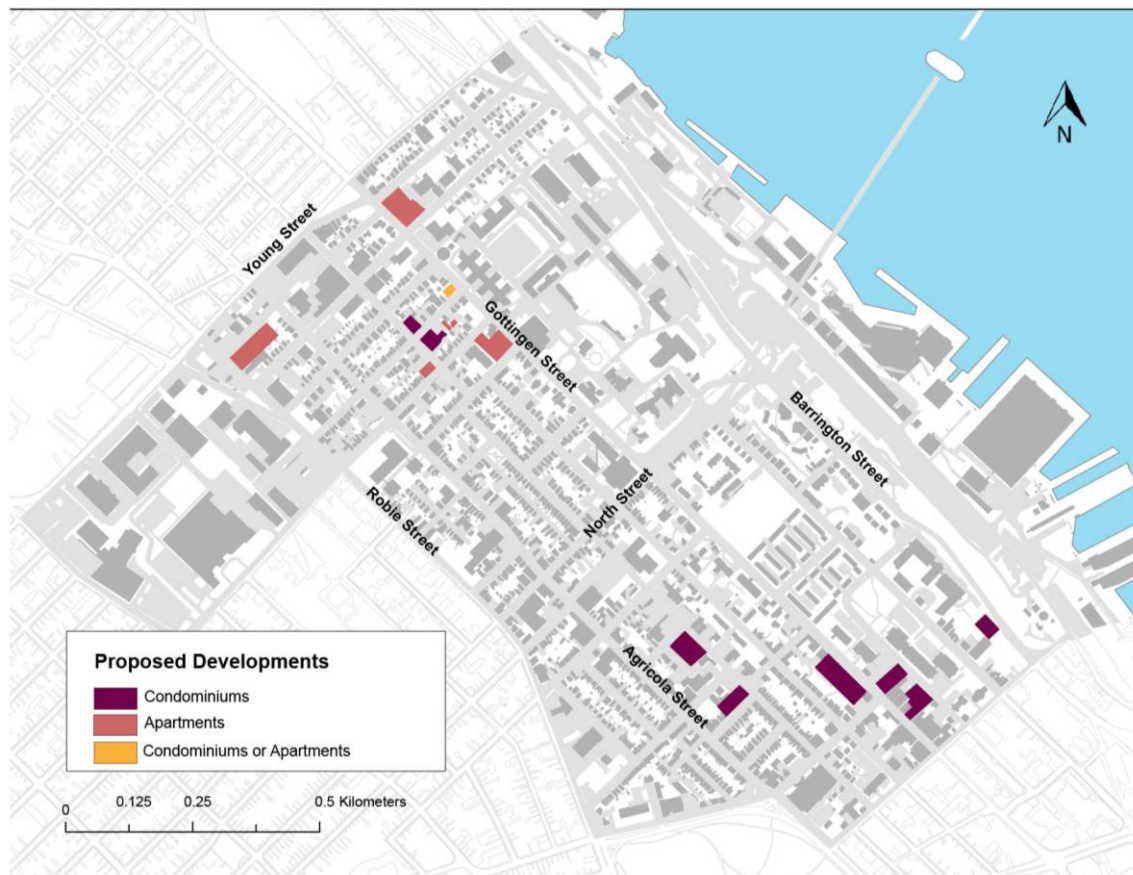 N
Young Street
Gottingen Street
Barrington Street
North Street
Robie Street
Agricola Street
Proposed Developments
Condominiums
Apartments
Condominiums or Apartments
0 0.125 0.25 0.5 Kilometers